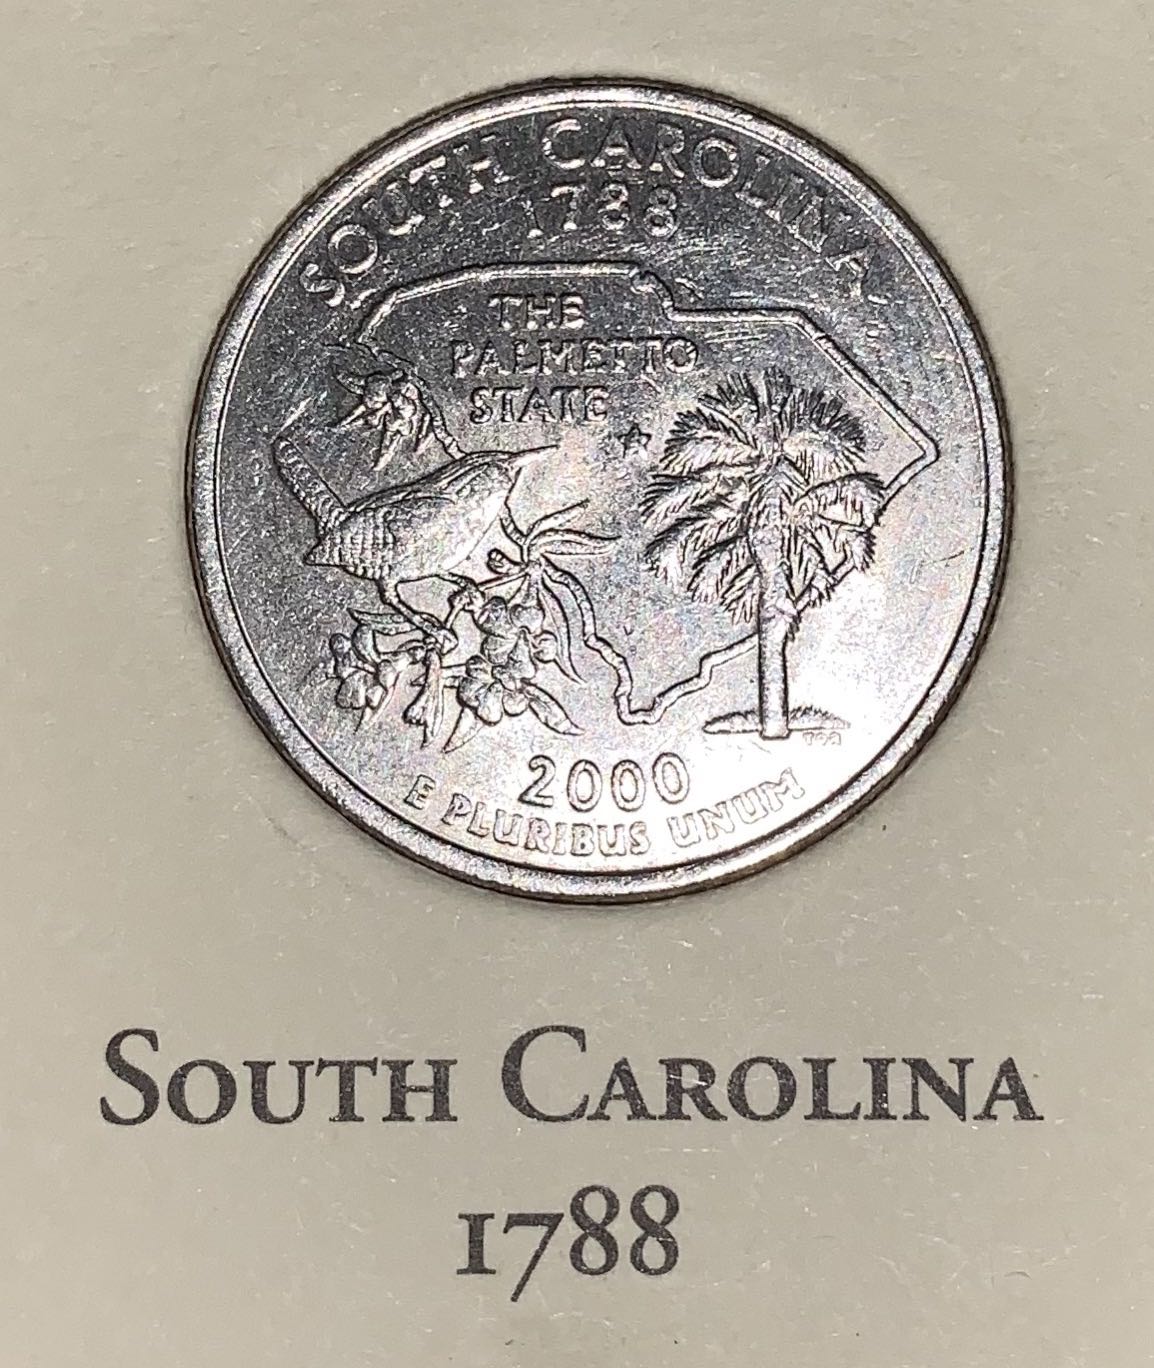 SOUTH CAROLINA
1788
THE
PALMETTO
STATE
2000
E PLURIBUS UNUM
SOUTH CAROLINA
1788